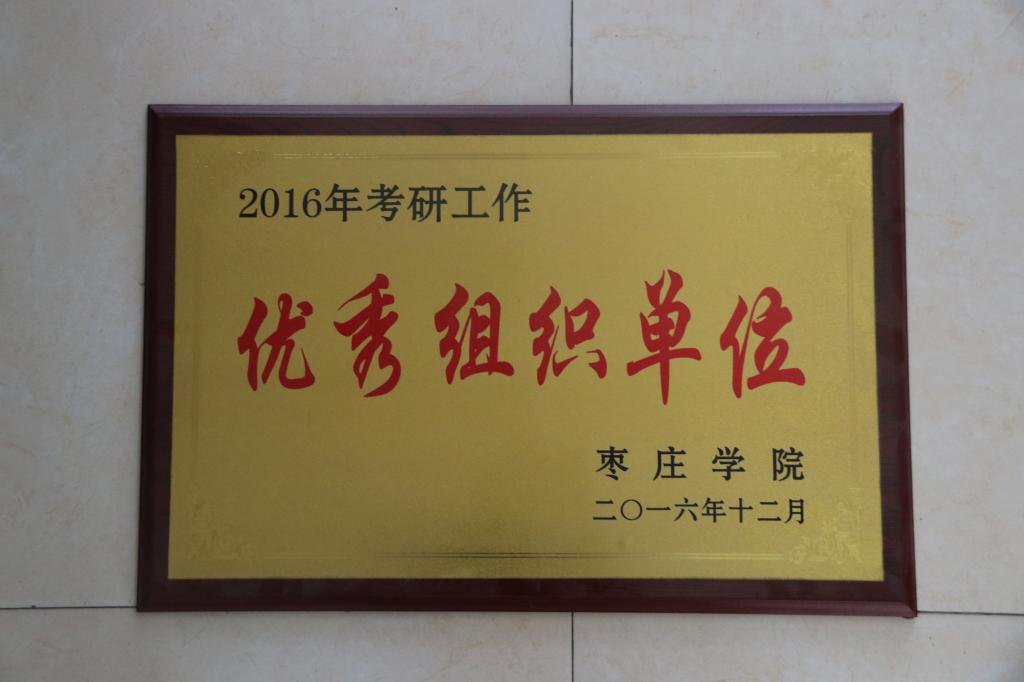 2016年考研工作
优秀组织单位
枣庄学院
二〇一六年十二月